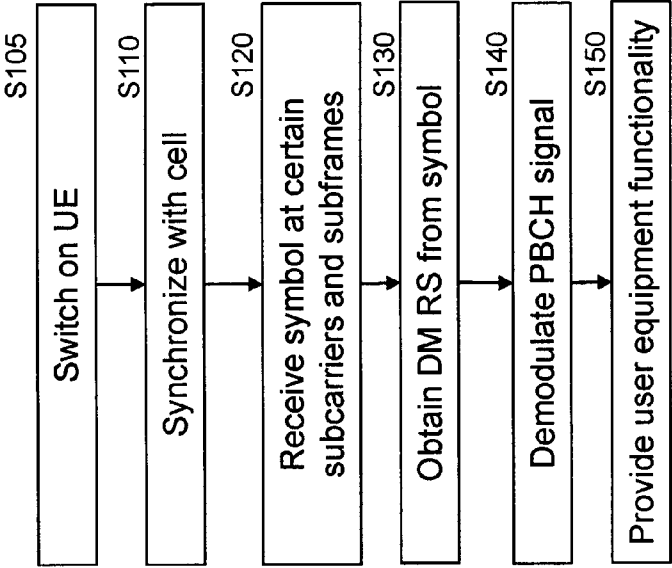 S105
Switch on UE
S110
Synchronize with cell
S120
Receive symbol at certain
subcarriers and subframes
S130
Obtain DM RS from symbol
S140
Demodulate PBCH signal
S150
Provide user equipment functionality